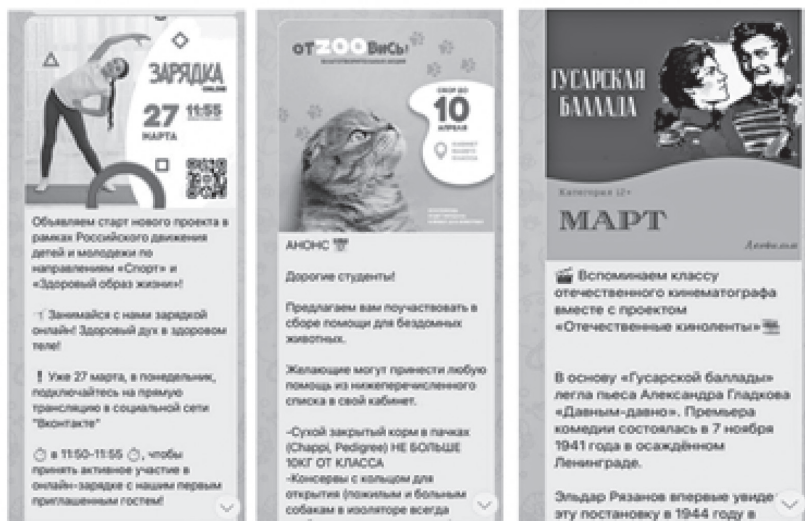 ЗАРЯДКА
ONLINE
27
МАРТА
11:55
Объявляем старт нового проекта в
рамках Российского движения
детей и молодежи по
направлениям «Спорт» и
«Здоровый образ жизни»!
Занимайся с нами зарядкой
онлайн! Здоровый дух в здоровом
теле!
❗ Уже 27 марта, в понедельник,
подключайтесь на прямую
трансляцию в социальной сети
"Вконтакте"
⏱ в 11:50-11:55 ⏱, чтобы
принять активное участие в
онлайн-зарядке с нашим первым
приглашенным гостем!
отZOOвись!
БЛАГОТВОРИТЕЛЬНАЯ АКЦИЯ
СБОР ДО
10
АПРЕЛЯ
АНОНС
Дорогие студенты!
Предлагаем вам поучаствовать в
сборе помощи для бездомных
животных.
Желающие могут принести любую
помощь из нижеперечисленного
списка в свой кабинет.
-Сухой закрытый корм в пачках
(Chappi, Pedigree) НЕ БОЛЬШЕ
10КГ ОТ КЛАССА
-Консервы с кольцом для
открытия (пожилым и больным
собакам в изоляторе всегда
ГУСАРСКАЯ
БАЛЛАДА
Категория 12+
МАРТ
Ленфильм
🎬 Вспоминаем классу
отечественного кинематографа
вместе с проектом
«Отечественные киноленты»
В основу «Гусарской баллады»
легла пьеса Александра Гладкова
«Давным-давно». Премьера
комедии состоялась в 7 ноября
1941 года в осаждённом
Ленинграде.
Эльдар Рязанов впервые увиде
эту постановку в 1944 году в